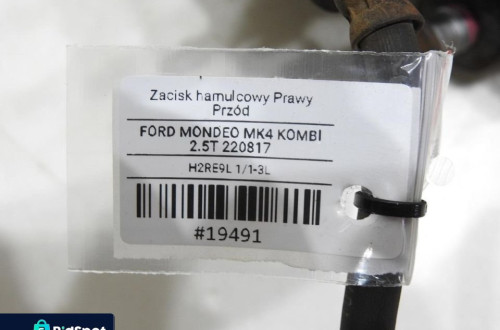 Zacisk hamulcowy Prawy
Przód
FORD MONDEO MK4 KOMBI
2.5T 220817
H2RE9L 1/1-3L
#19491